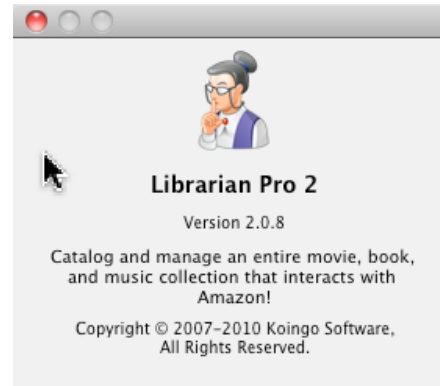 Librarian Pro 2
Version 2.0.8
Catalog and manage an entire movie, book,
and music collection that interacts with
Amazon!
Copyright © 2007-2010 Koingo Software,
All Rights Reserved.